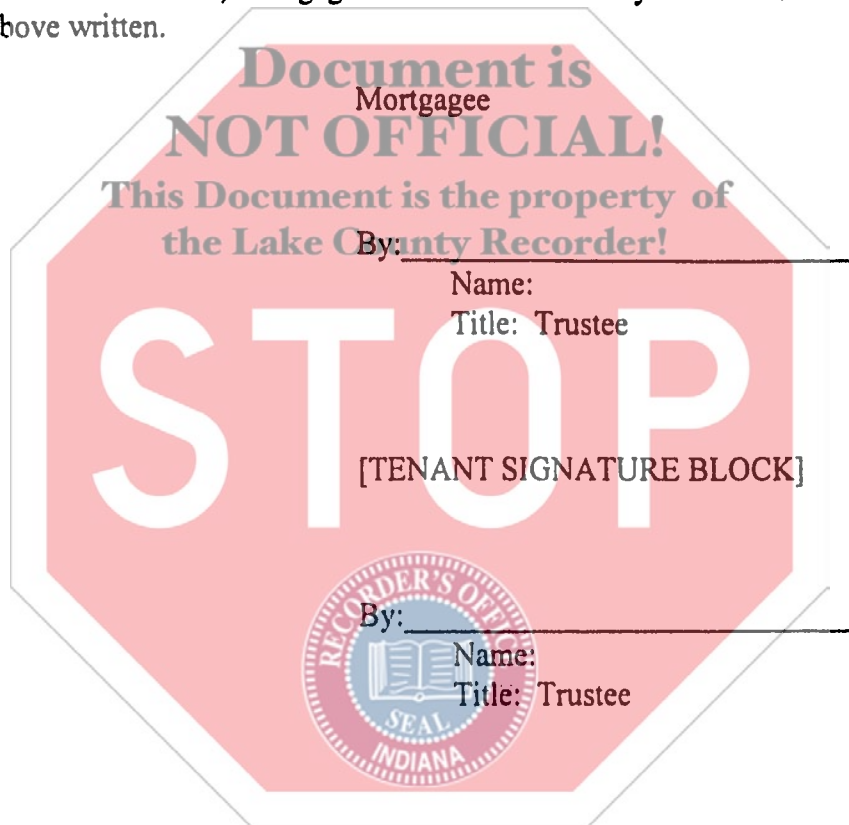 bove written.
Document is
Mortgagee
NOT OFFICIAL!
This Document is the property of
the Lake County Recorder!
By:
Name:
Title: Trustee
STOP
[TENANT SIGNATURE BLOCK]
RECORDER'S OFFIC
By:
Name:
Title: Trustee
SEAL
INDIANA